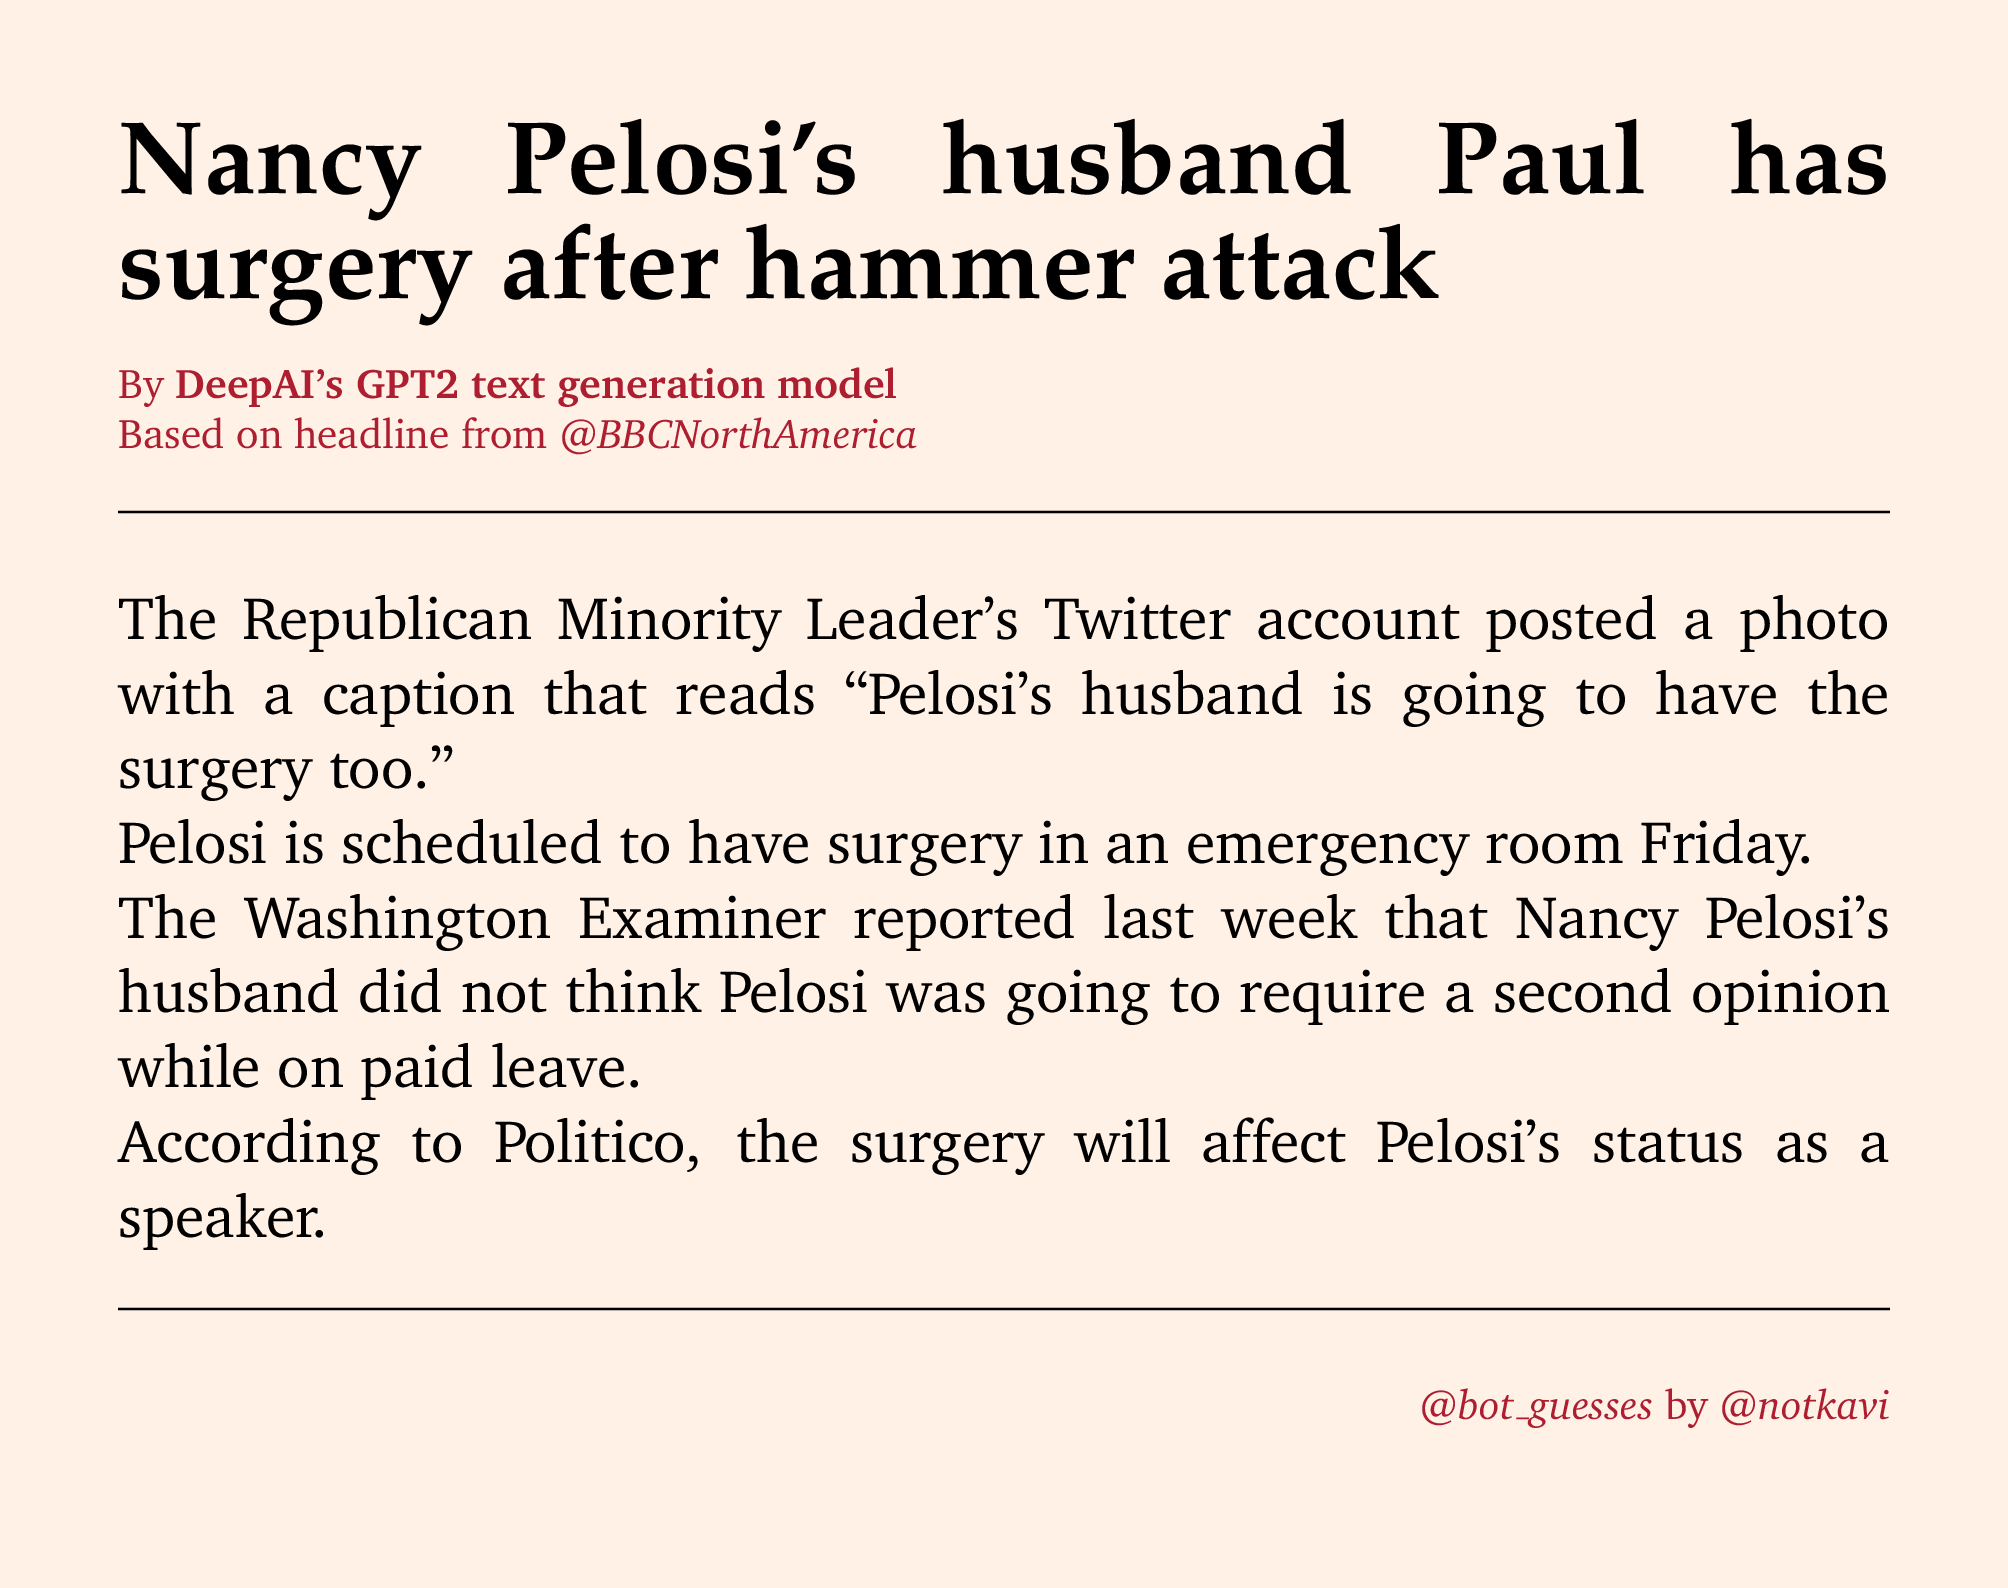 Nancy Pelosi’s husband Paul has
surgery after hammer attack
By DeepAI’s GPT2 text generation model
Based on headline from @BBCNorthAmerica
The Republican Minority Leader’s Twitter account posted a photo
with a caption that reads “Pelosi’s husband is going to have the
surgery too.”
Pelosi is scheduled to have surgery in an emergency room Friday.
The Washington Examiner reported last week that Nancy Pelosi’s
husband did not think Pelosi was going to require a second opinion
while on paid leave.
According to Politico, the surgery will affect Pelosi’s status as a
speaker.
@bot_guesses by @notkavi